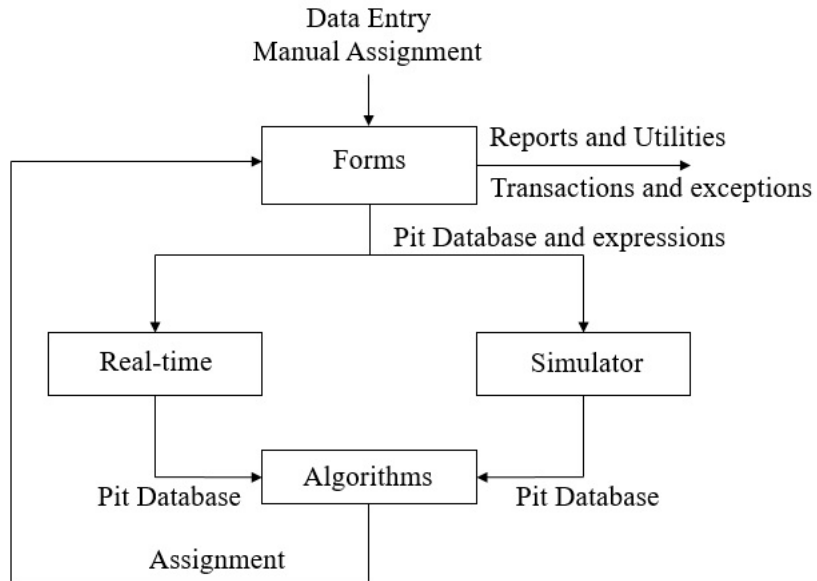 Data Entry
Manual Assignment
Forms
Reports and Utilities
Transactions and exceptions
Pit Database and expressions
Real-time
Simulator
Algorithms
Pit Database
Pit Database
Assignment